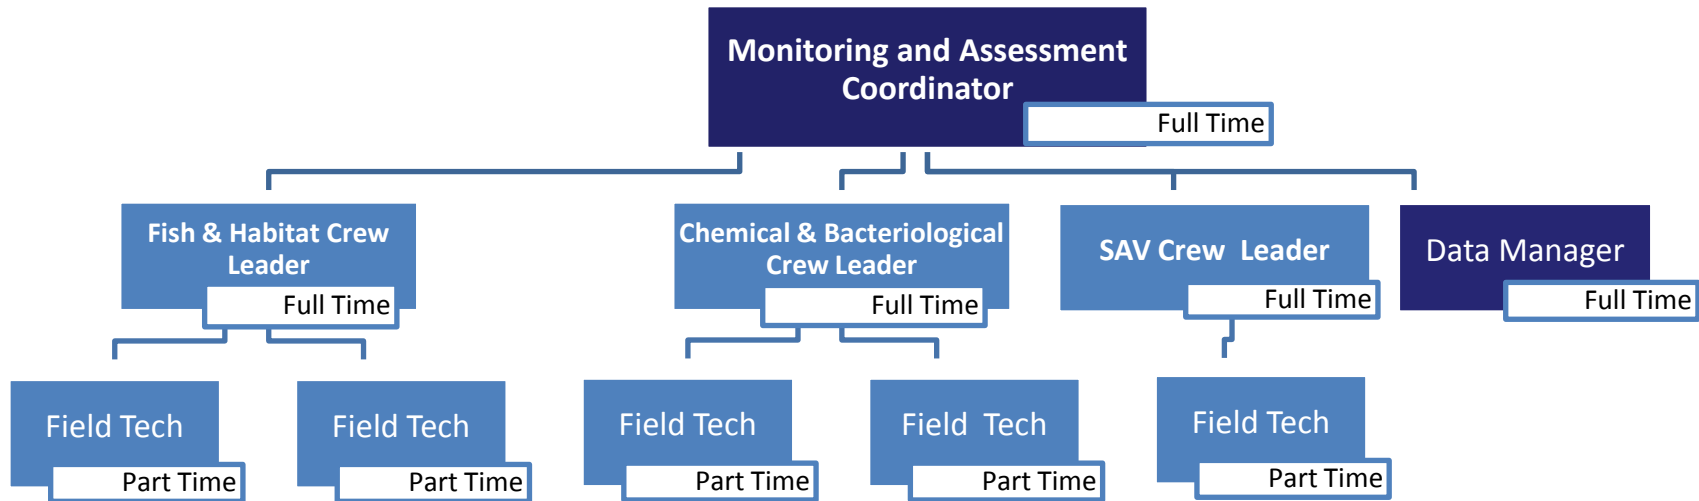 Monitoring and Assessment
Coordinator
Full Time
Fish & Habitat Crew
Leader
Full Time
Chemical & Bacteriological
Crew Leader
Full Time
SAV Crew  Leader
Full Time
Data Manager
Full Time
Field Tech
Part Time
Field Tech
Part Time
Field Tech
Part Time
Field  Tech
Part Time
Field Tech
Part Time